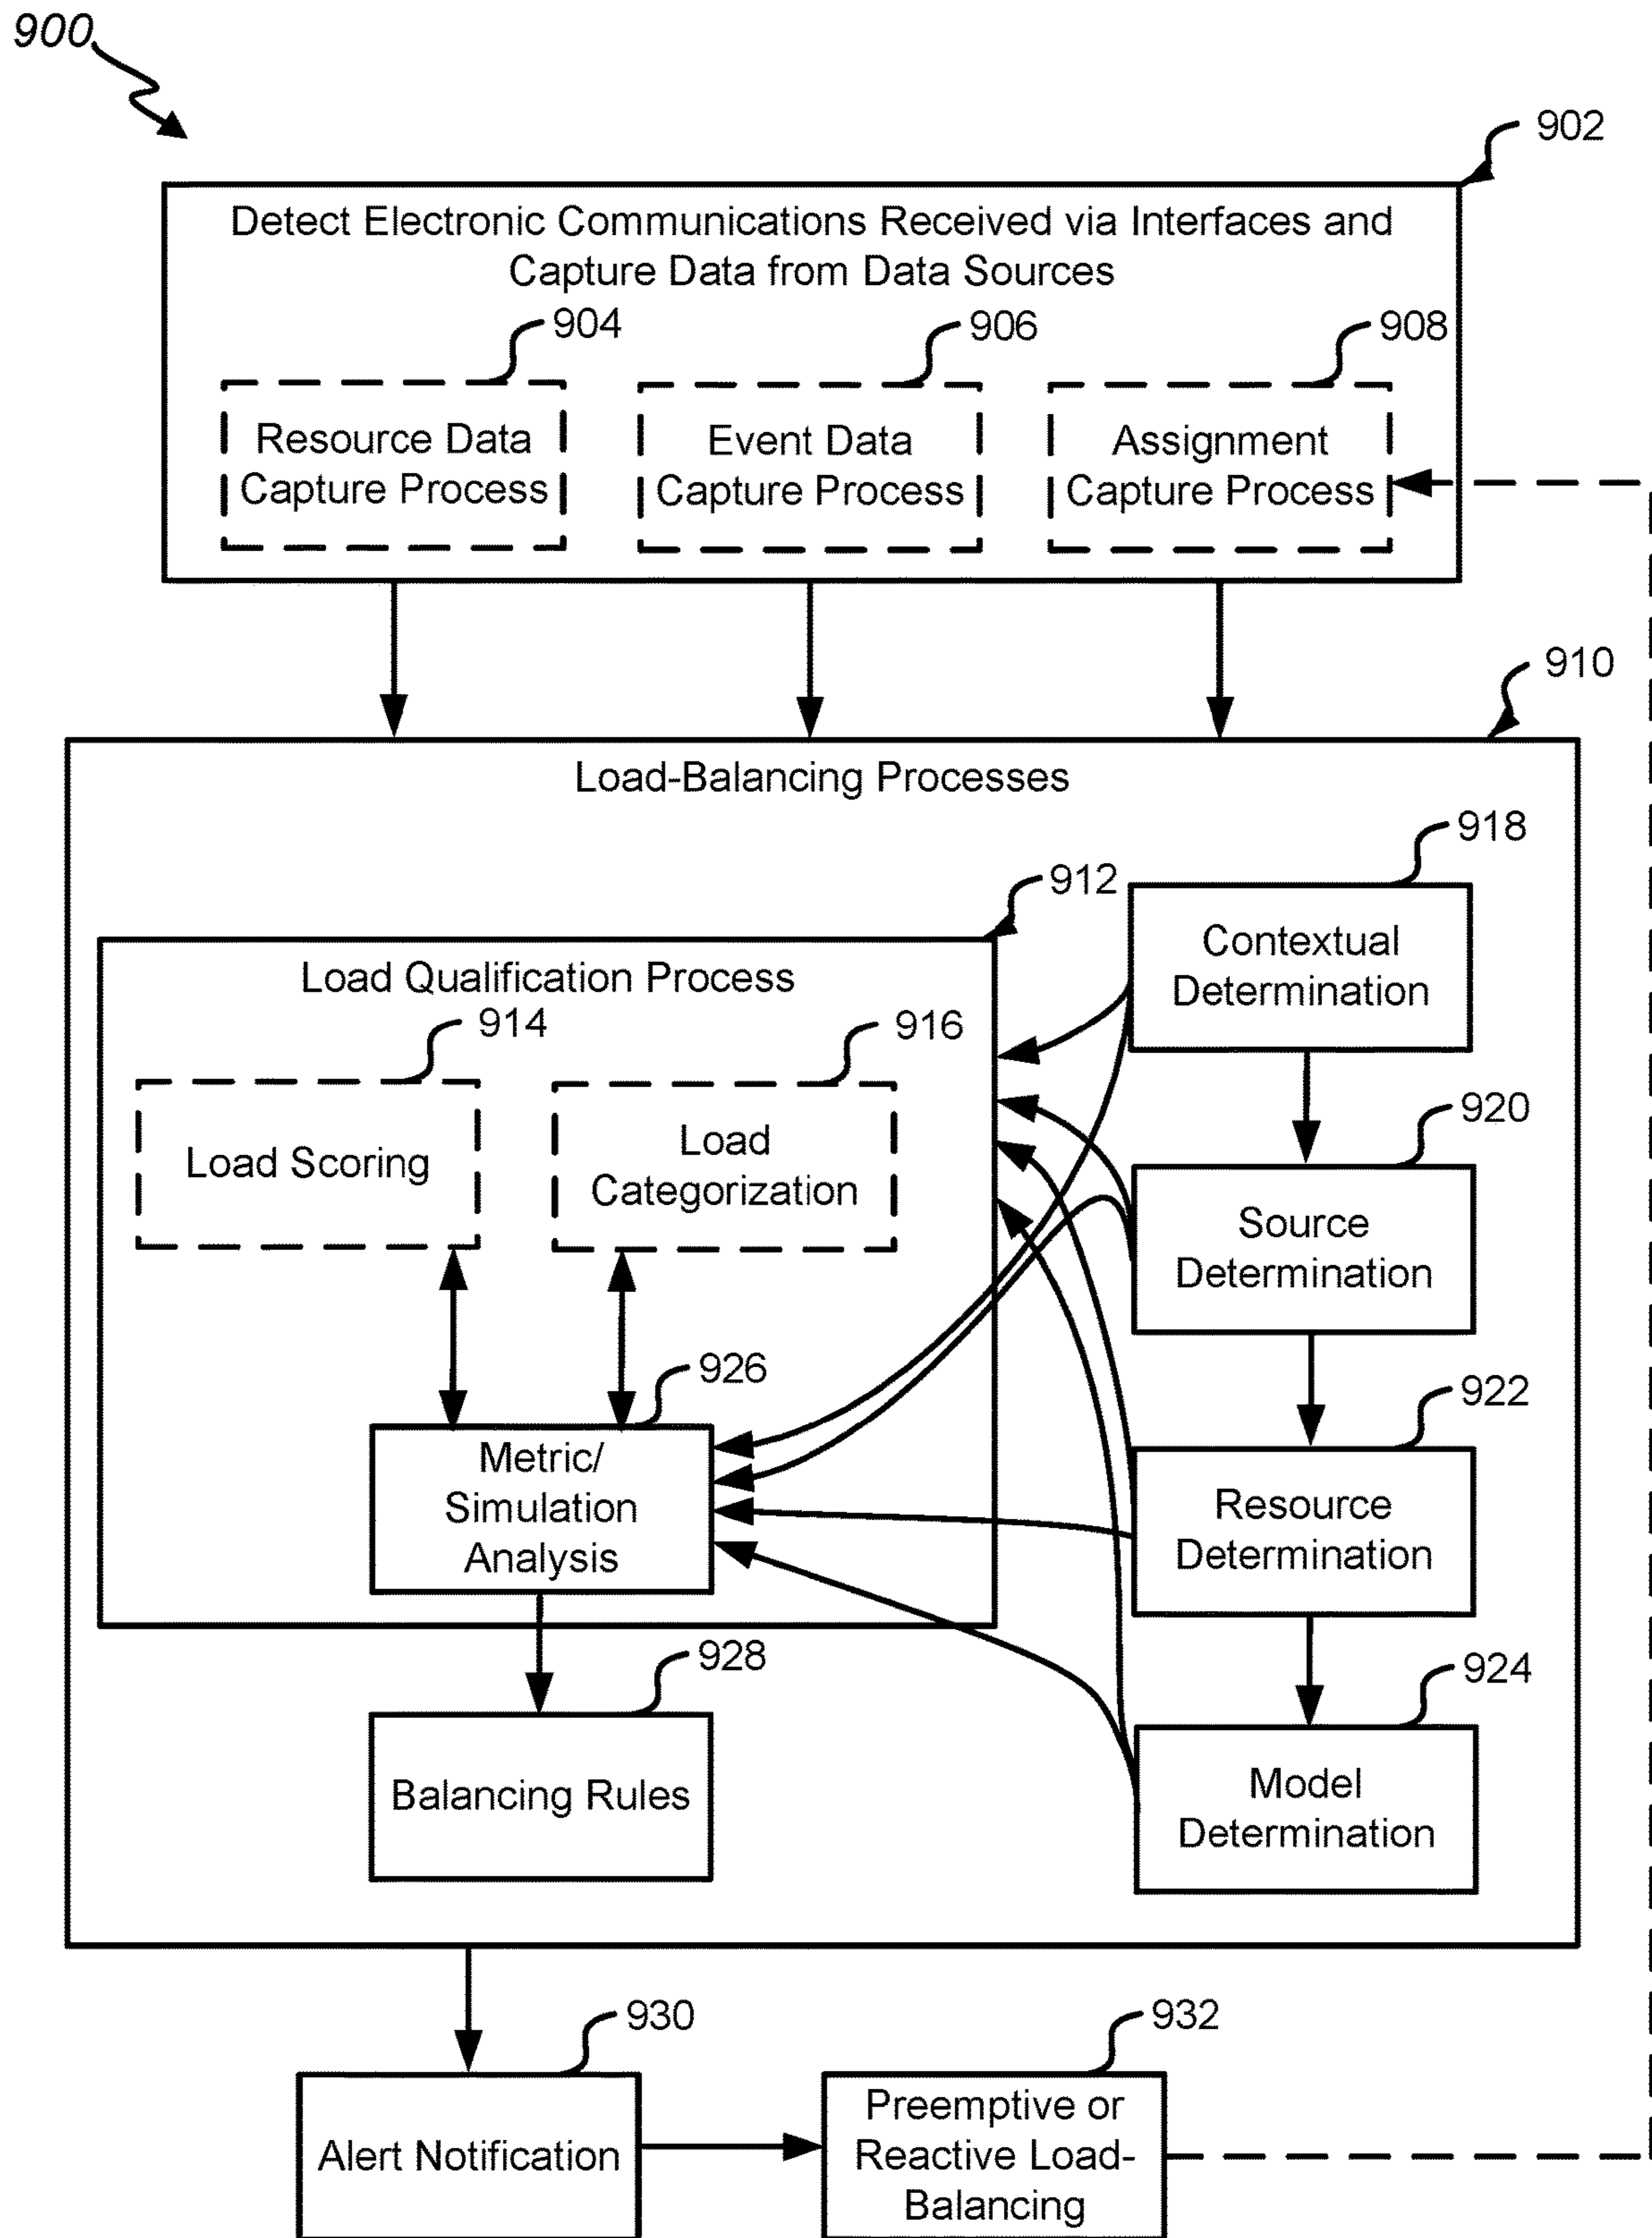 900
902
Detect Electronic Communications Received via Interfaces and
Capture Data from Data Sources
904
906
908
Resource Data
Capture Process
Event Data
Capture Process
Assignment
Capture Process
910
Load-Balancing Processes
918
912
Contextual
Determination
Load Qualification Process
914
916
920
Load Scoring
Load
Categorization
Source
Determination
926
922
Metric/
Simulation
Analysis
Resource
Determination
928
924
Balancing Rules
Model
Determination
930
932
Alert Notification
Preemptive or
Reactive Load-
Balancing